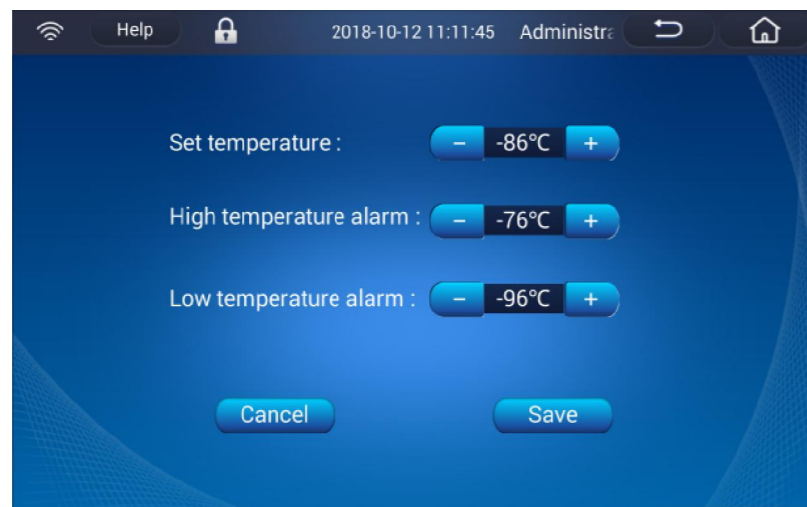 Help 2018-10-12 11:11:45 Administra
Set temperature : - -86℃ +
High temperature alarm : - -76℃ +
Low temperature alarm : - -96℃ +
Cancel Save